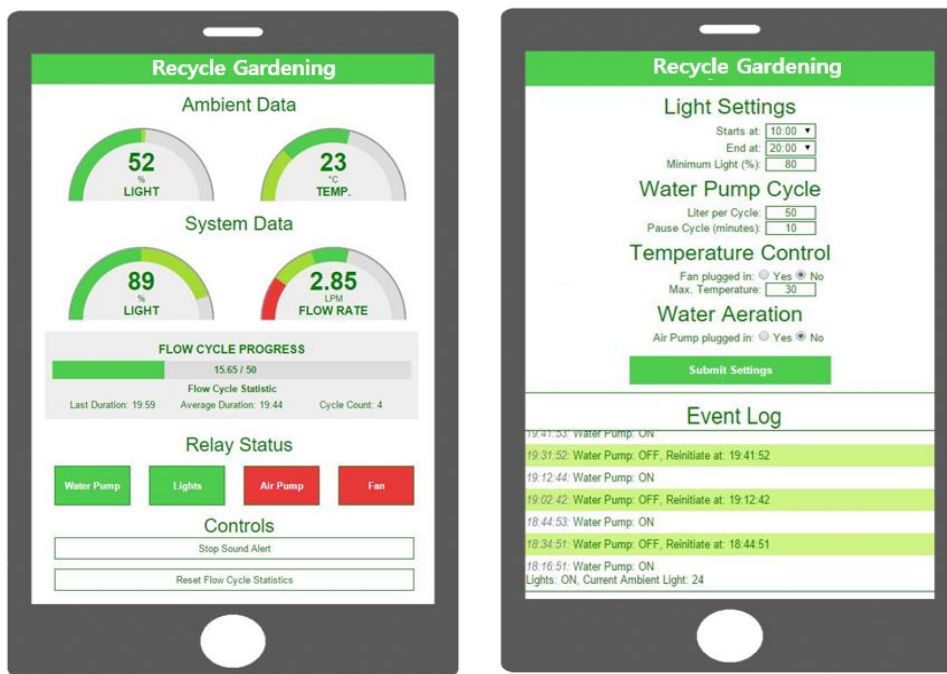 Recycle Gardening
Ambient Data
52
%
LIGHT
23
°C
TEMP.
System Data
89
%
LIGHT
2.85
LPM
FLOW RATE
FLOW CYCLE PROGRESS
15.65 / 50
Flow Cycle Statistic
Last Duration: 19:59 Average Duration: 19:44 Cycle Count: 4
Relay Status
Water Pump Lights Air Pump Fan
Controls
Stop Sound Alert
Reset Flow Cycle Statistics
Recycle Gardening
Light Settings
Starts at: 10:00
End at: 20:00
Minimum Light (%): 80
Water Pump Cycle
Liter per Cycle: 50
Pause Cycle (minutes): 10
Temperature Control
Fan plugged in: Yes No
Max. Temperature: 30
Water Aeration
Air Pump plugged in: Yes No
Submit Settings
Event Log
19:41:53: Water Pump: ON
19:31:52: Water Pump: OFF, Reinitiate at: 19:41:52
19:12:44: Water Pump: ON
19:02:42: Water Pump: OFF, Reinitiate at: 19:12:42
18:44:53: Water Pump: ON
18:34:51: Water Pump: OFF, Reinitiate at: 18:44:51
18:16:51: Water Pump: ON
Lights: ON, Current Ambient Light: 24